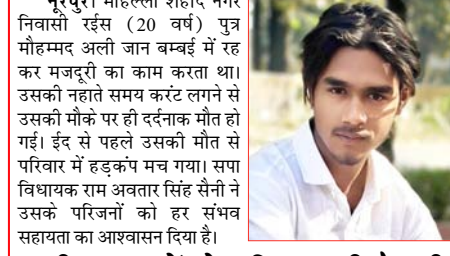 नूरपुर। मोहल्ला शहीद नगर
निवासी रईस (20 वर्ष) पुत्र
मौहम्मद अली जान बम्बई में रह
कर मजदूरी का काम करता था।
उसकी नहाते समय करंट लगने से
उसकी मौके पर ही दर्दनाक मौत हो
गई। ईद से पहले उसकी मौत से
परिवार में हड़कंप मच गया। सपा
विधायक राम अवतार सिंह सैनी ने
उसके परिजनों को हर संभव
सहायता का आश्वासन दिया है।